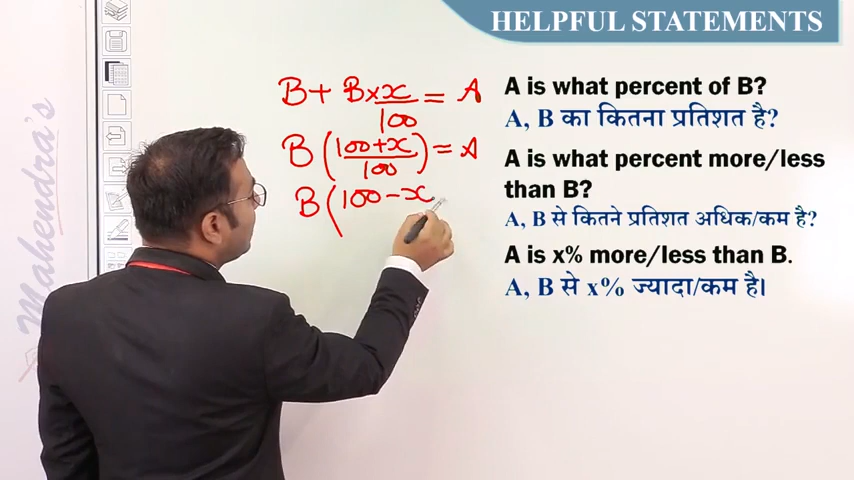 HELPFUL STATEMENTS
B + B × x/100 = A
B (100 + x/100) = A
B (100 - x
A is what percent of B?
A, B का कितना प्रतिशत है?
A is what percent more/less
than B?
A, B से कितने प्रतिशत अधिक/कम है?
A is x% more/less than B.
A, B से x% ज्यादा/कम है।
Mahendra's